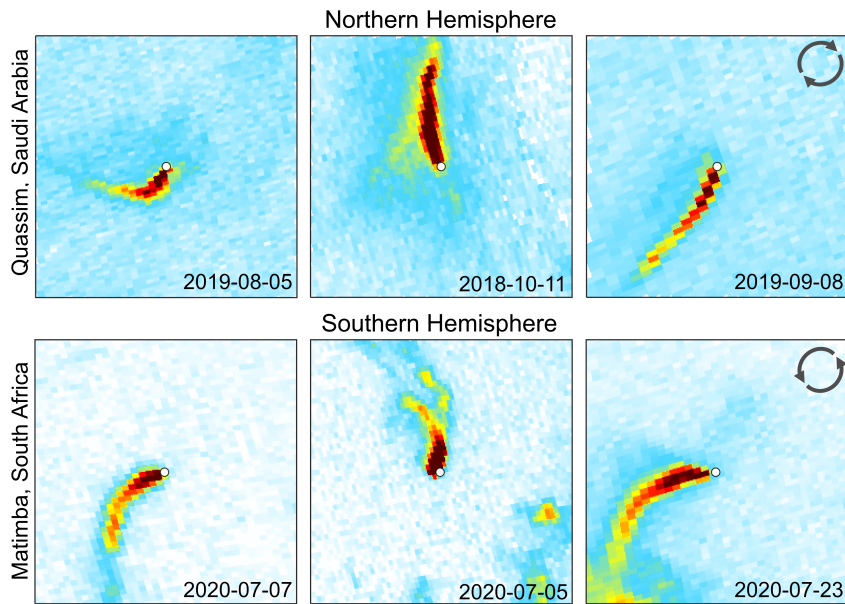 Northern Hemisphere
Quassim, Saudi Arabia
2019-08-05
2018-10-11
2019-09-08
Southern Hemisphere
Matimba, South Africa
2020-07-07
2020-07-05
2020-07-23